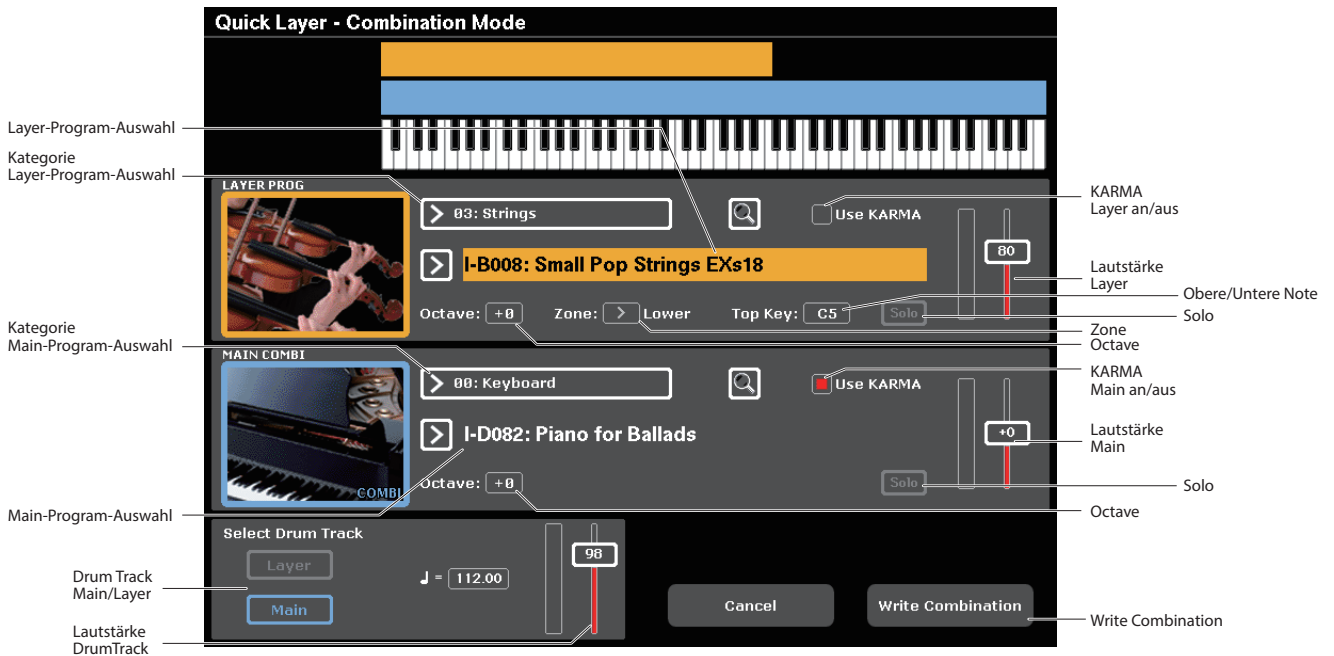 Quick Layer - Combination Mode
Layer-Program-Auswahl
Kategorie
Layer-Program-Auswahl
LAYER PROG
03: Strings
Use KARMA
KARMA
Layer an/aus
I-B008: Small Pop Strings EXs18
80
Lautstärke
Layer
Octave: +0
Zone: Lower
Top Key: C5
Solo
Obere/Untere Note
Solo
Zone
Octave
Kategorie
Main-Program-Auswahl
MAIN COMBI
00: Keyboard
Use KARMA
KARMA
Main an/aus
I-D082: Piano for Ballads
+0
Lautstärke
Main
COMBI
Octave: +0
Solo
Solo
Octave
Main-Program-Auswahl
Select Drum Track
Layer
♩ = 112.00
98
Drum Track
Main/Layer
Main
Cancel
Write Combination
Write Combination
Lautstärke
DrumTrack